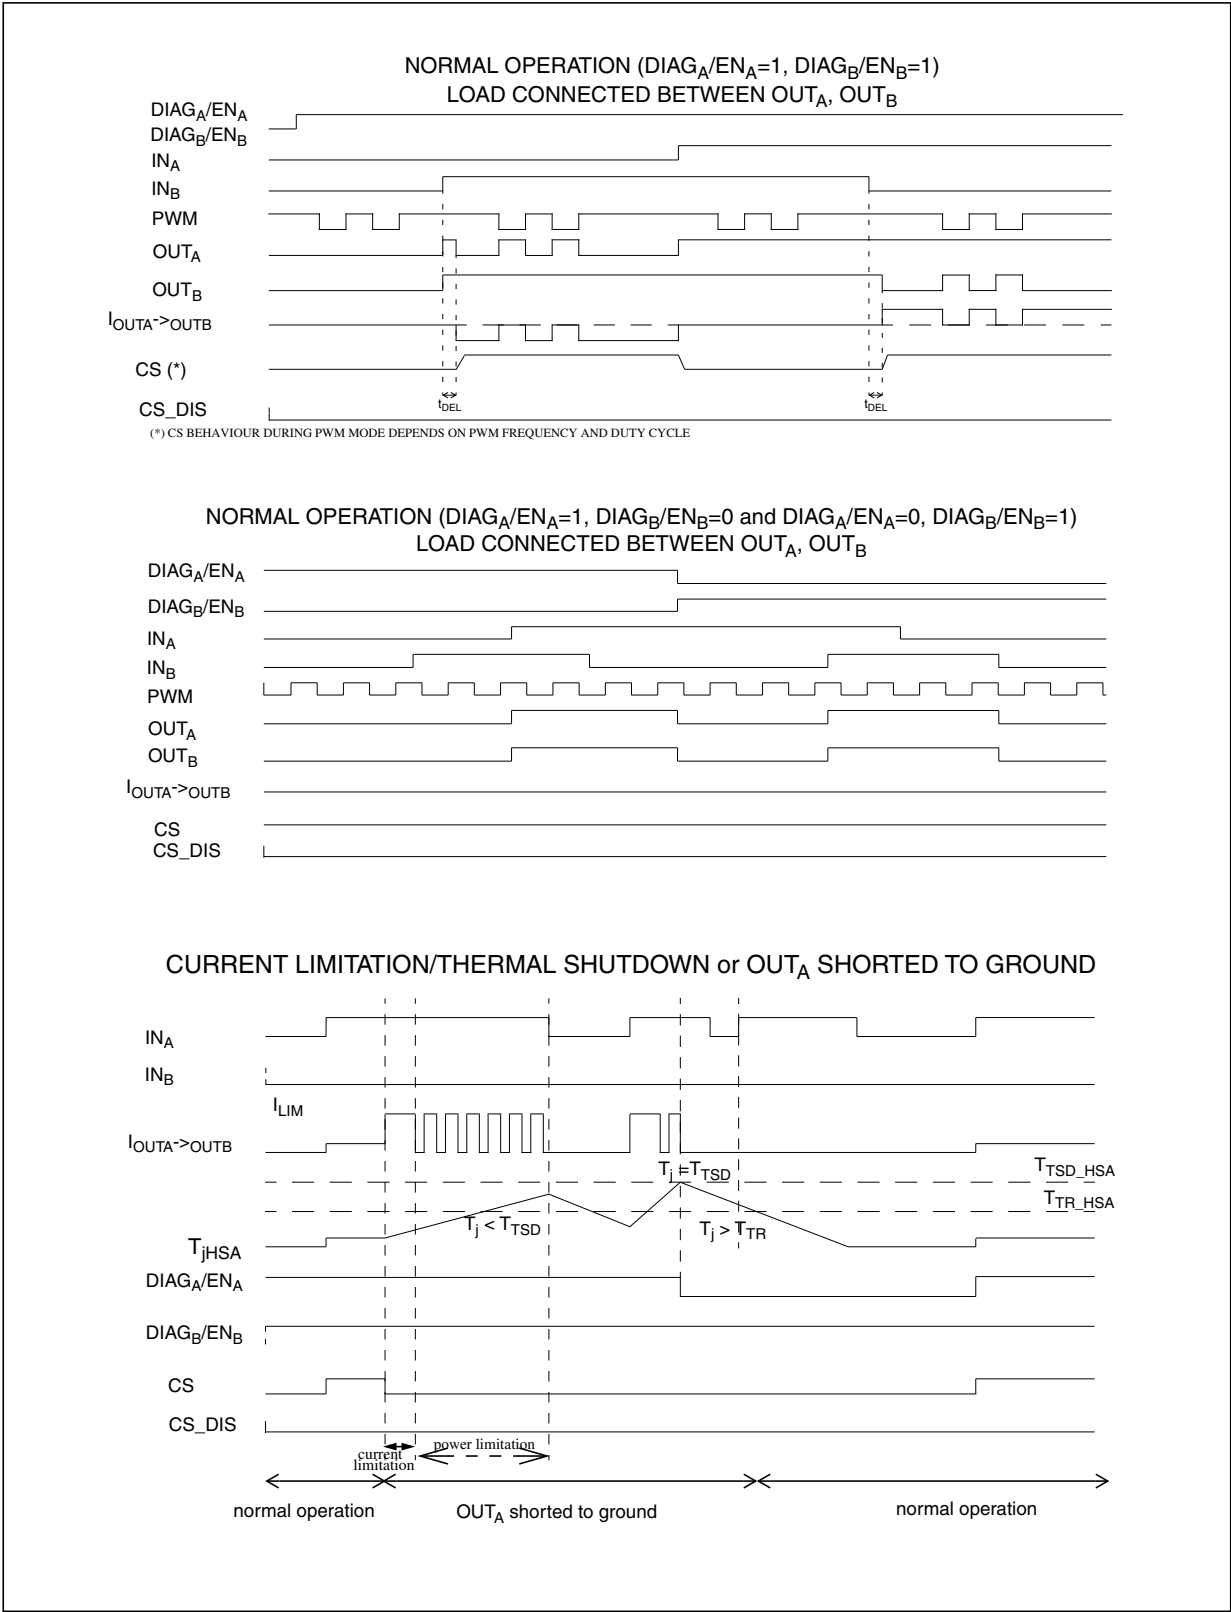 NORMAL OPERATION (DIAGA/ENA=1, DIAGB/ENB=1)
LOAD CONNECTED BETWEEN OUTA, OUTB
DIAGA/ENA
DIAGB/ENB
INA
INB
PWM
OUTA
OUTB
IOUTA->OUTB
CS (*)
tDEL
tDEL
CS_DIS
(*) CS BEHAVIOUR DURING PWM MODE DEPENDS ON PWM FREQUENCY AND DUTY CYCLE
NORMAL OPERATION (DIAGA/ENA=1, DIAGB/ENB=0 and DIAGA/ENA=0, DIAGB/ENB=1)
LOAD CONNECTED BETWEEN OUTA, OUTB
DIAGA/ENA
DIAGB/ENB
INA
INB
PWM
OUTA
OUTB
IOUTA->OUTB
CS
CS_DIS
CURRENT LIMITATION/THERMAL SHUTDOWN or OUTA SHORTED TO GROUND
INA
INB
ILIM
IOUTA->OUTB
Tj =TTSD
TTSD_HSA
TTR_HSA
Tj < TTSD
Tj > TTR
TjHSA
DIAGA/ENA
DIAGB/ENB
CS
CS_DIS
current
limitation
power limitation
normal operation
OUTA shorted to ground
normal operation